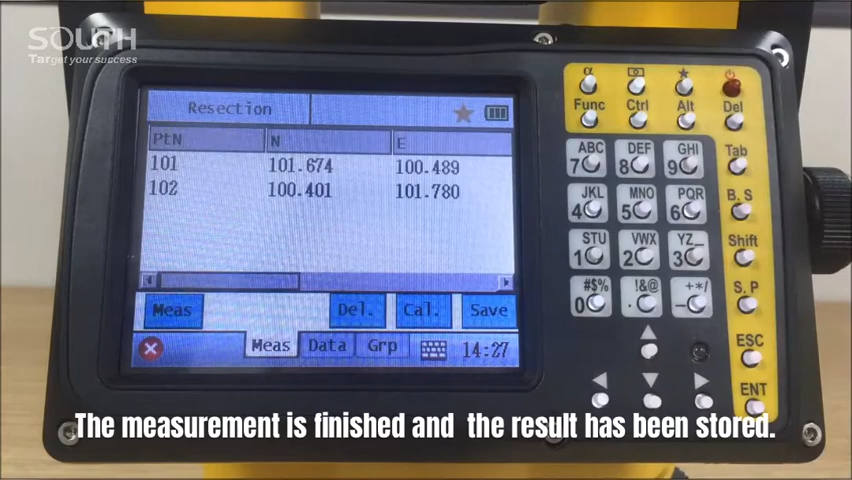 SOUTH
Target your success
Resection
PtN N E
101 101.674 100.489
102 100.401 101.780
Meas Del. Cal. Save
Meas Data Grp 14:27
α ★
Func Ctrl Alt Del
ABC DEF GHI Tab
7 8 9
JKL MNO PQR B.S
4 5 6
STU VWX YZ_ Shift
1 2 3
#$% !&@ +*/ S.P
0 . −
ESC
ENT
The measurement is finished and the result has been stored.